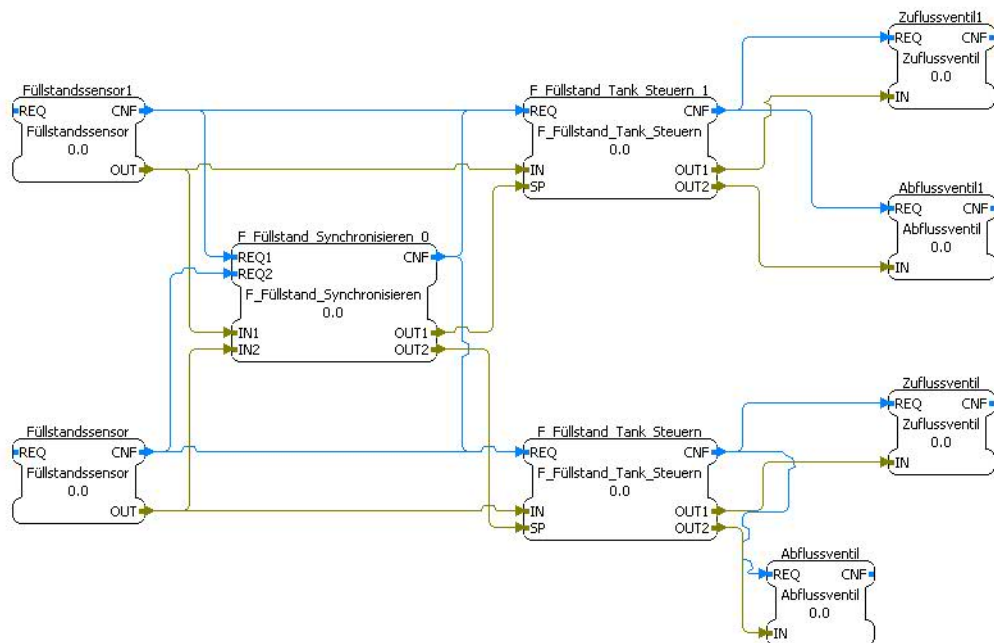 Zuflussventil1
REQ CNF
Zuflussventil
0.0
IN
Füllstandssensor1
REQ CNF
Füllstandssensor
0.0
OUT
F_Füllstand_Tank_Steuern_1
REQ CNF
F_Füllstand_Tank_Steuern
0.0
IN OUT1
SP OUT2
Abflussventil1
REQ CNF
Abflussventil
0.0
IN
F_Füllstand_Synchronisieren_0
REQ1 CNF
REQ2
F_Füllstand_Synchronisieren
0.0
IN1 OUT1
IN2 OUT2
Zuflussventil
REQ CNF
Zuflussventil
0.0
IN
Füllstandssensor
REQ CNF
Füllstandssensor
0.0
OUT
F_Füllstand_Tank_Steuern
REQ CNF
F_Füllstand_Tank_Steuern
0.0
IN OUT1
SP OUT2
Abflussventil
REQ CNF
Abflussventil
0.0
IN